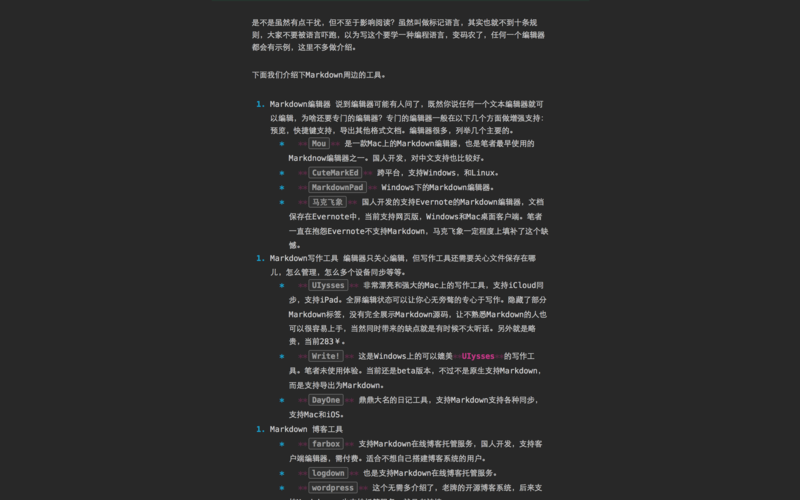 是不是虽然有点干扰，但不至于影响阅读？虽然叫做标记语言，其实也就不到十条规
则，大家不要被语言吓跑，以为写这个要学一种编程语言，变码农了，任何一个编辑器
都会有示例，这里不多做介绍。
下面我们介绍下Markdown周边的工具。
1. Markdown编辑器 说到编辑器可能有人问了，既然你说任何一个文本编辑器就可
以编辑，为啥还要专门的编辑器？专门的编辑器一般在以下几个方面做增强支持：
预览，快捷键支持，导出其他格式文档。编辑器很多，列举几个主要的。
* **Mou** 是一款Mac上的Markdown编辑器，也是笔者最早使用的
Markdnow编辑器之一。国人开发，对中文支持也比较好。
* **CuteMarkEd** 跨平台，支持Windows，和Linux。
* **MarkdownPad** Windows下的Markdown编辑器。
* **马克飞象** 国人开发的支持Evernote的Markdown编辑器，文档
保存在Evernote中，当前支持网页版，Windows和Mac桌面客户端。笔者
一直在抱怨Evernote不支持Markdown，马克飞象一定程度上填补了这个缺
憾。
1. Markdown写作工具 编辑器只关心编辑，但写作工具还需要关心文件保存在哪
儿，怎么管理，怎么多个设备同步等等。
* **UIysses** 非常漂亮和强大的Mac上的写作工具，支持iCloud同
步，支持iPad。全屏编辑状态可以让你心无旁骛的专心于写作。隐藏了部分
Markdown标签，没有完全展示Markdown源码，让不熟悉Markdown的人也
可以很容易上手，当然同时带来的缺点就是有时候不太听话。另外就是略
贵，当前283￥。
* **Write!** 这是Windows上的可以媲美**UIysses**的写作工
具。笔者未使用体验。当前还是beta版本，不过不是原生支持Markdown，
而是支持导出为Markdown。
* **DayOne** 鼎鼎大名的日记工具，支持Markdown支持各种同步，
支持Mac和iOS。
1. Markdown 博客工具
* **farbox** 支持Markdown在线博客托管服务，国人开发，支持客
户端编辑器，需付费。适合不想自己搭建博客系统的用户。
* **logdown** 也是支持Markdown在线博客托管服务。
* **wordpress** 这个无需多介绍了，老牌的开源博客系统，后来支